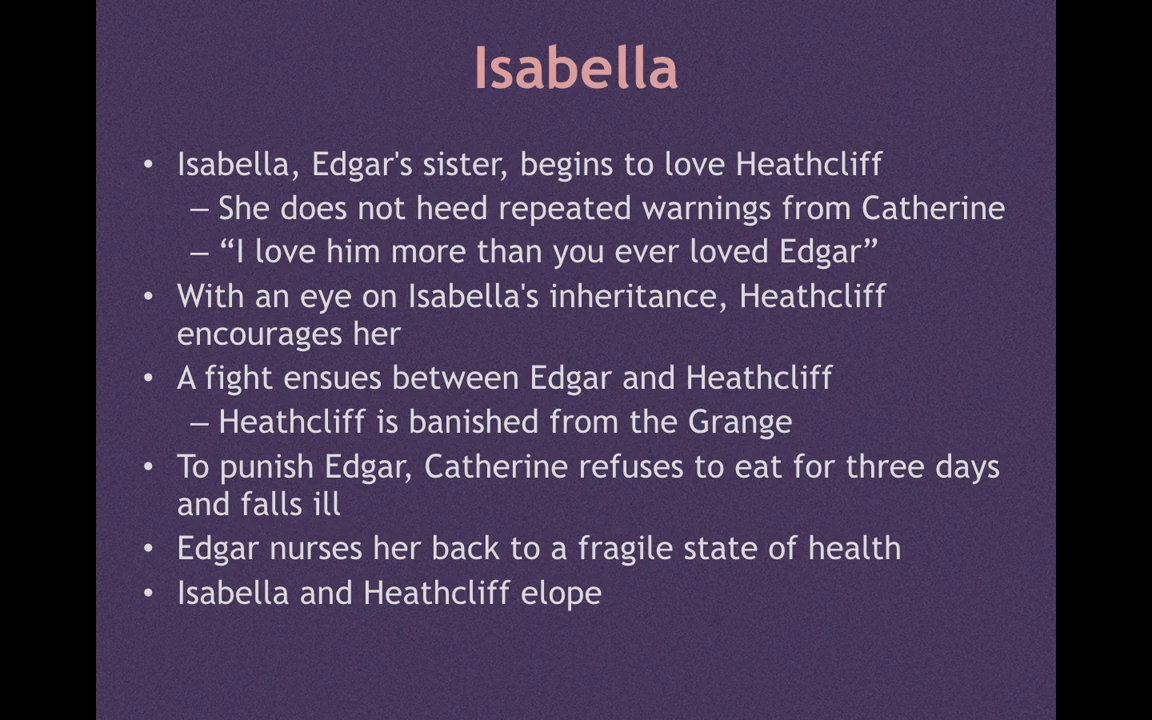 Isabella
• Isabella, Edgar's sister, begins to love Heathcliff
– She does not heed repeated warnings from Catherine
– “I love him more than you ever loved Edgar”
• With an eye on Isabella's inheritance, Heathcliff
encourages her
• A fight ensues between Edgar and Heathcliff
– Heathcliff is banished from the Grange
• To punish Edgar, Catherine refuses to eat for three days
and falls ill
• Edgar nurses her back to a fragile state of health
• Isabella and Heathcliff elope